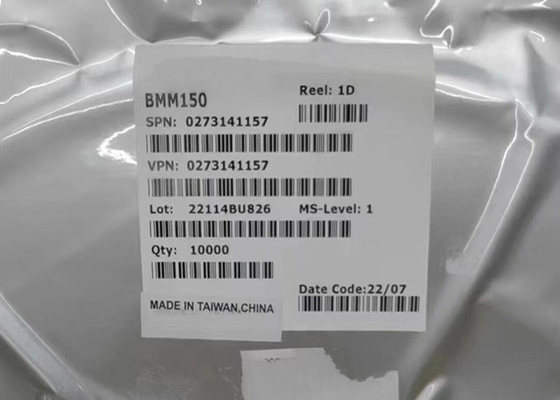 BMM150
Reel: 1D
SPN: 0273141157
VPN: 0273141157
Lot: 22114BU826 MS-Level: 1
Qty: 10000
Date Code:22/07
MADE IN TAIWAN,CHINA